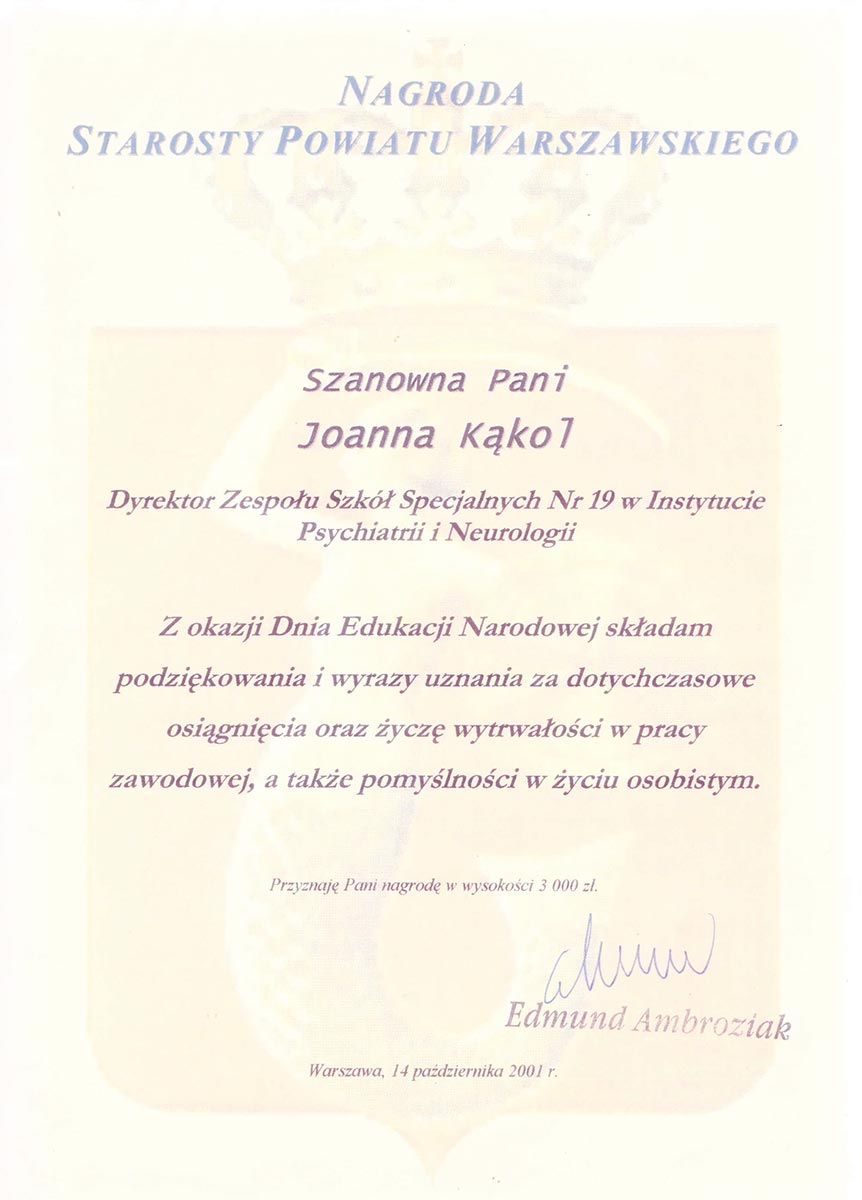 NAGRODA
STAROSTY POWIATU WARSZAWSKIEGO
Szanowna Pani
Joanna Kąkol
Dyrektor Zespołu Szkół Specjalnych Nr 19 w Instytucie
Psychiatrii i Neurologii
Z okazji Dnia Edukacji Narodowej składam
podziękowania i wyrazy uznania za dotychczasowe
osiągnięcia oraz życzę wytrwałości w pracy
zawodowej, a także pomyślności w życiu osobistym.
Przyznaję Pani nagrodę w wysokości 3 000 zł.
Edmund Ambroziak
Warszawa, 14 października 2001 r.